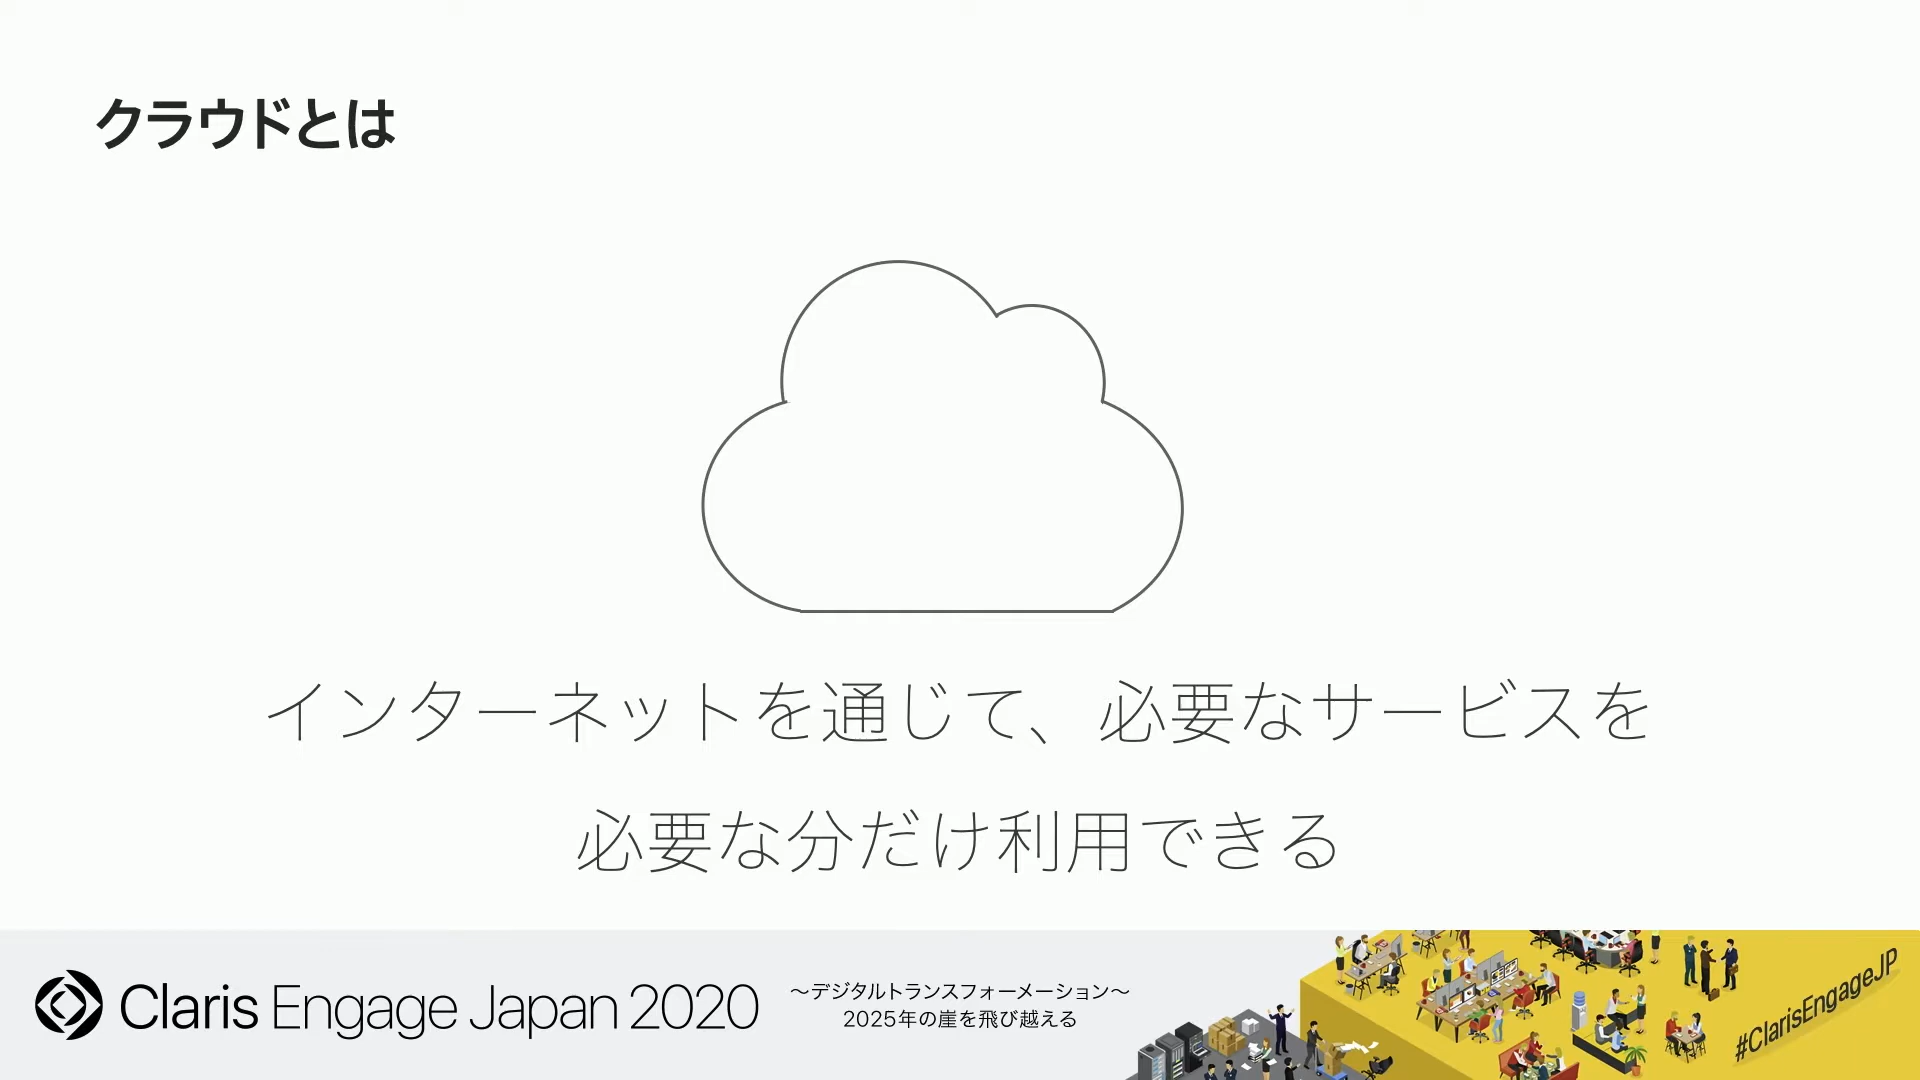 クラウドとは
インターネットを通じて、必要なサービスを
必要な分だけ利用できる
Claris Engage Japan 2020
〜デジタルトランスフォーメーション〜
2025年の崖を飛び越える
#ClarisEngageJP